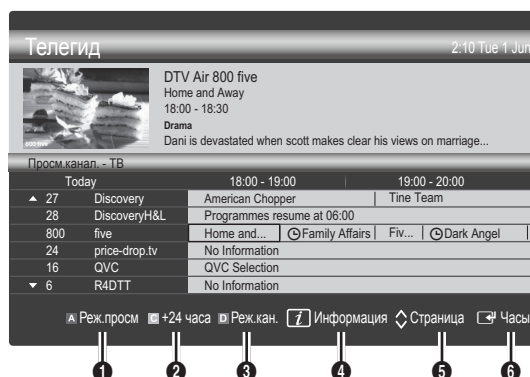 Телегид 2:10 Tue 1 Jun
DTV Air 800 five
Home and Away
18:00 - 18:30
Drama
Dani is devastated when scott makes clear his views on marriage...
800 five
Просм.канал. - ТВ
Today 18:00 - 19:00 19:00 - 20:00
▲ 27 Discovery American Chopper Tine Team
28 DiscoveryH&L Programmes resume at 06:00
800 five Home and... Family Affairs Fiv... Dark Angel
24 price-drop.tv No Information
16 QVC QVC Selection
▼ 6 R4DTT No Information
A Реж.просм C +24 часа D Реж.кан. i Информация Страница Часы
1 2 3 4 5 6